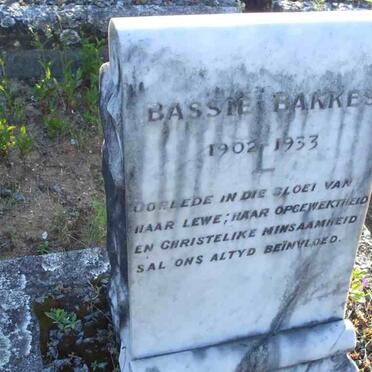 BASSIE BAKKES
1902 - 1933
OORLEDE IN DIE BLOEI VAN
HAAR LEWE; HAAR OPGEWEKTHEID
EN CHRISTELIKE MINSAAMHEID
SAL ONS ALTYD BEÏNVLOED.